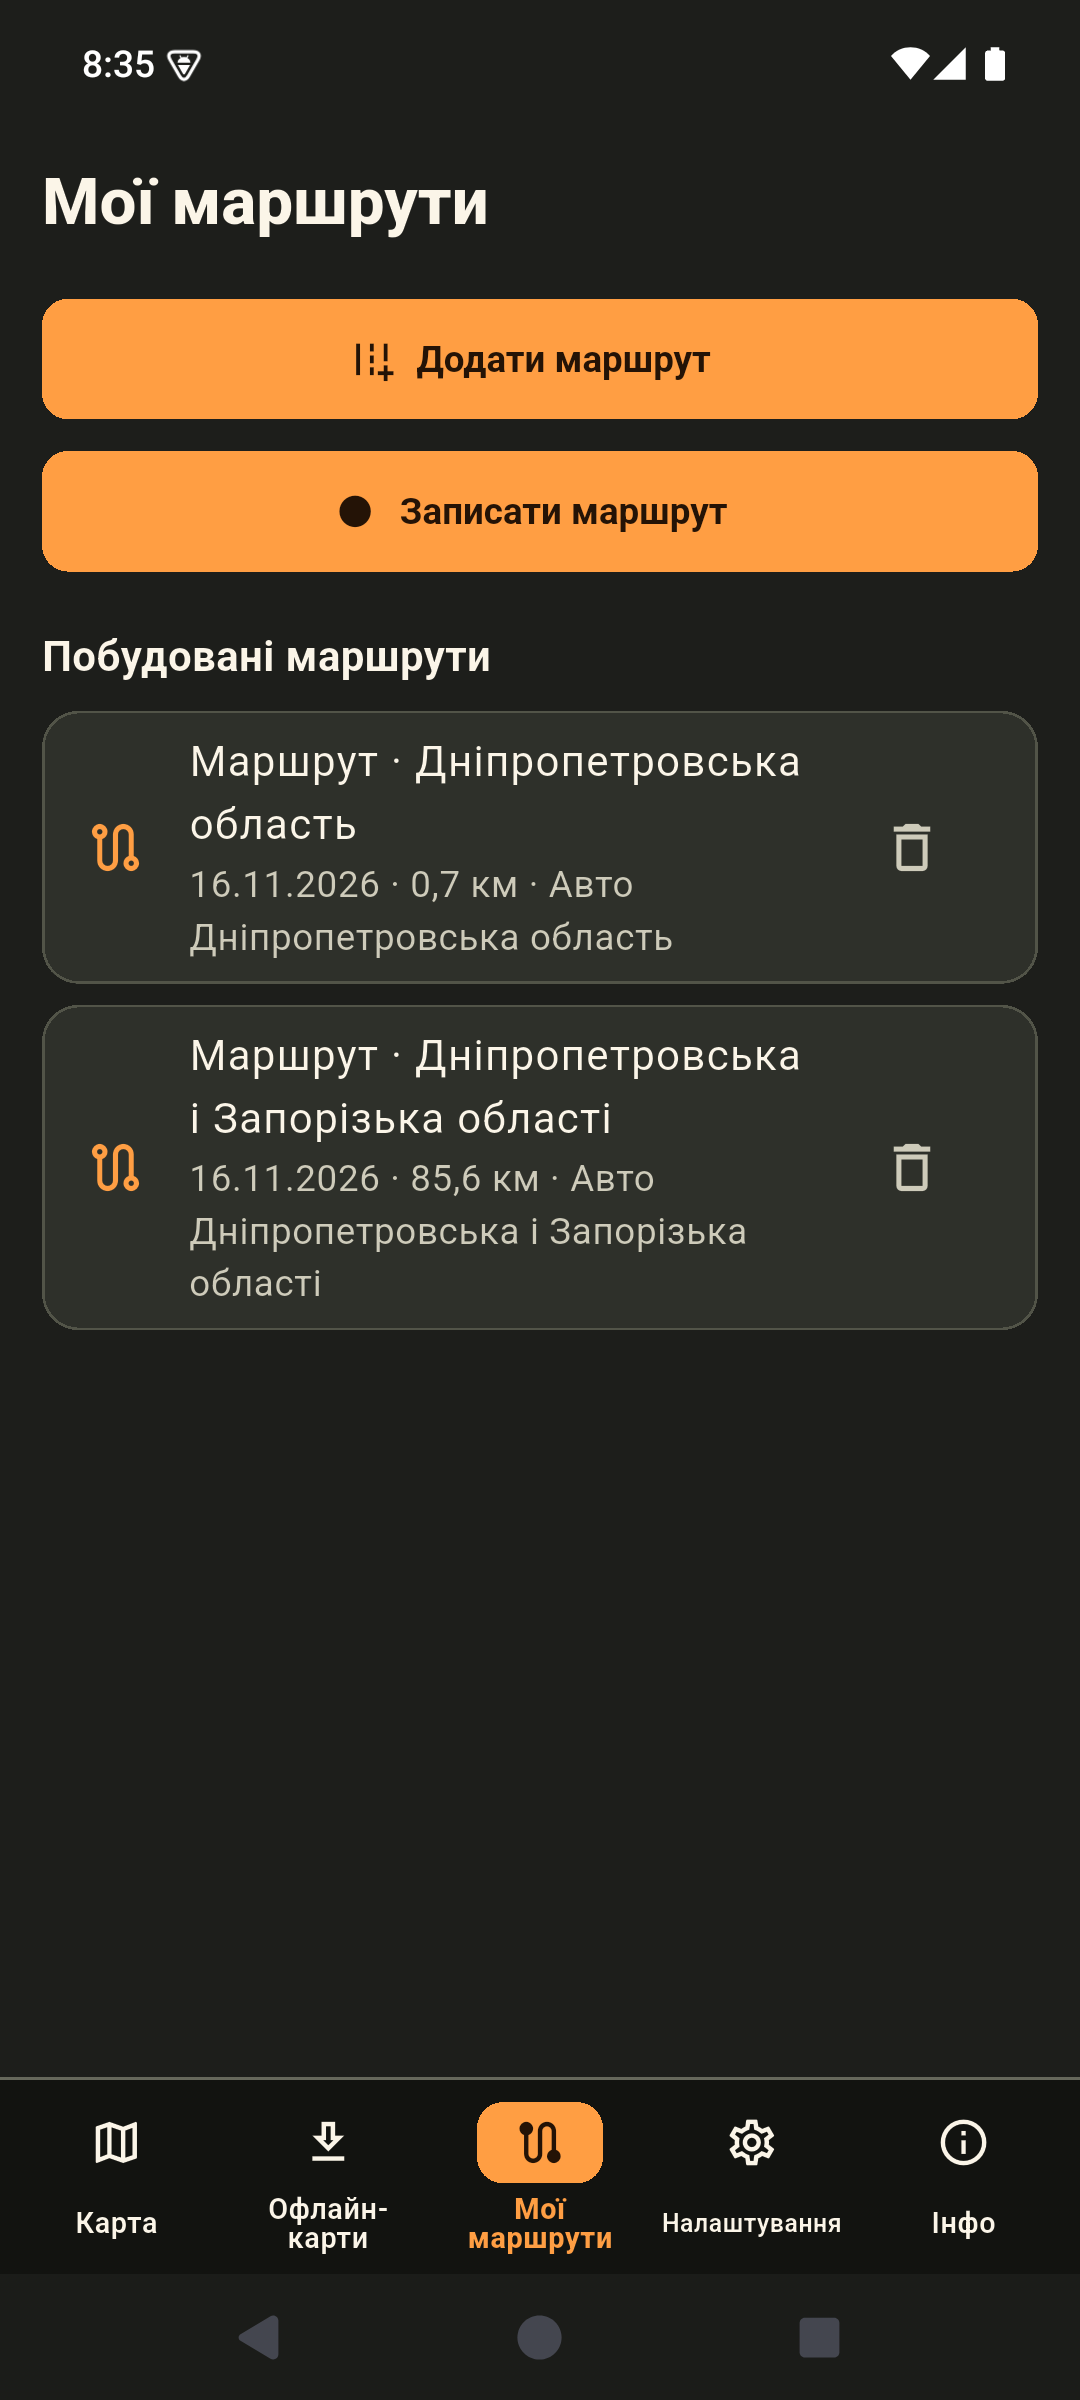 8:35
Мої маршрути
Додати маршрут
Записати маршрут
Побудовані маршрути
Маршрут · Дніпропетровська
область
16.11.2026 · 0,7 км · Авто
Дніпропетровська область
Маршрут · Дніпропетровська
і Запорізька області
16.11.2026 · 85,6 км · Авто
Дніпропетровська і Запорізька
області
Карта
Офлайн-
карти
Мої
маршрути
Налаштування
Інфо